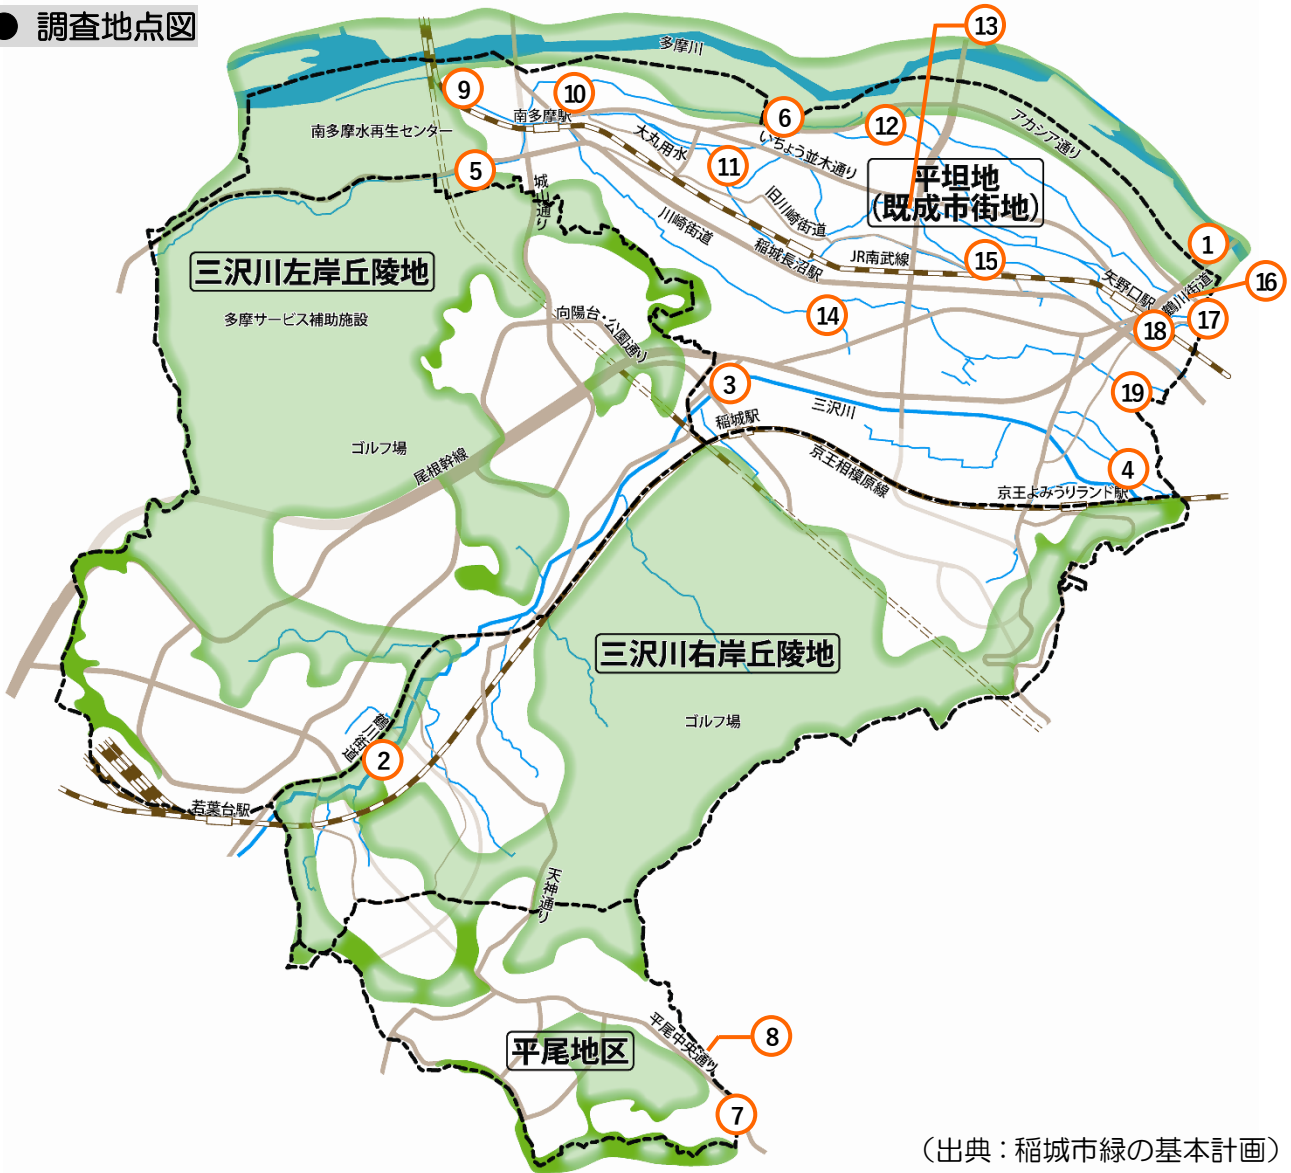 ● 調査地点図
13
多摩川
9
10
6
12
南多摩駅
アカシア通り
南多摩水再生センター
大丸用水
いちょう並木通り
11
5
平坦地
(既成市街地)
城山通り
旧川崎街道
川崎街道
1
稲城長沼駅
JR南武線
15
三沢川左岸丘陵地
矢野口駅
鶴川街道
16
多摩サービス補助施設
向陽台・公園通り
14
18
17
3
19
三沢川
稲城駅
ゴルフ場
尾根幹線
京王相模原線
4
京王よみうりランド駅
三沢川右岸丘陵地
ゴルフ場
鶴川街道
2
若葉台駅
天神通り
平尾中央通り
8
平尾地区
7
(出典：稲城市緑の基本計画)